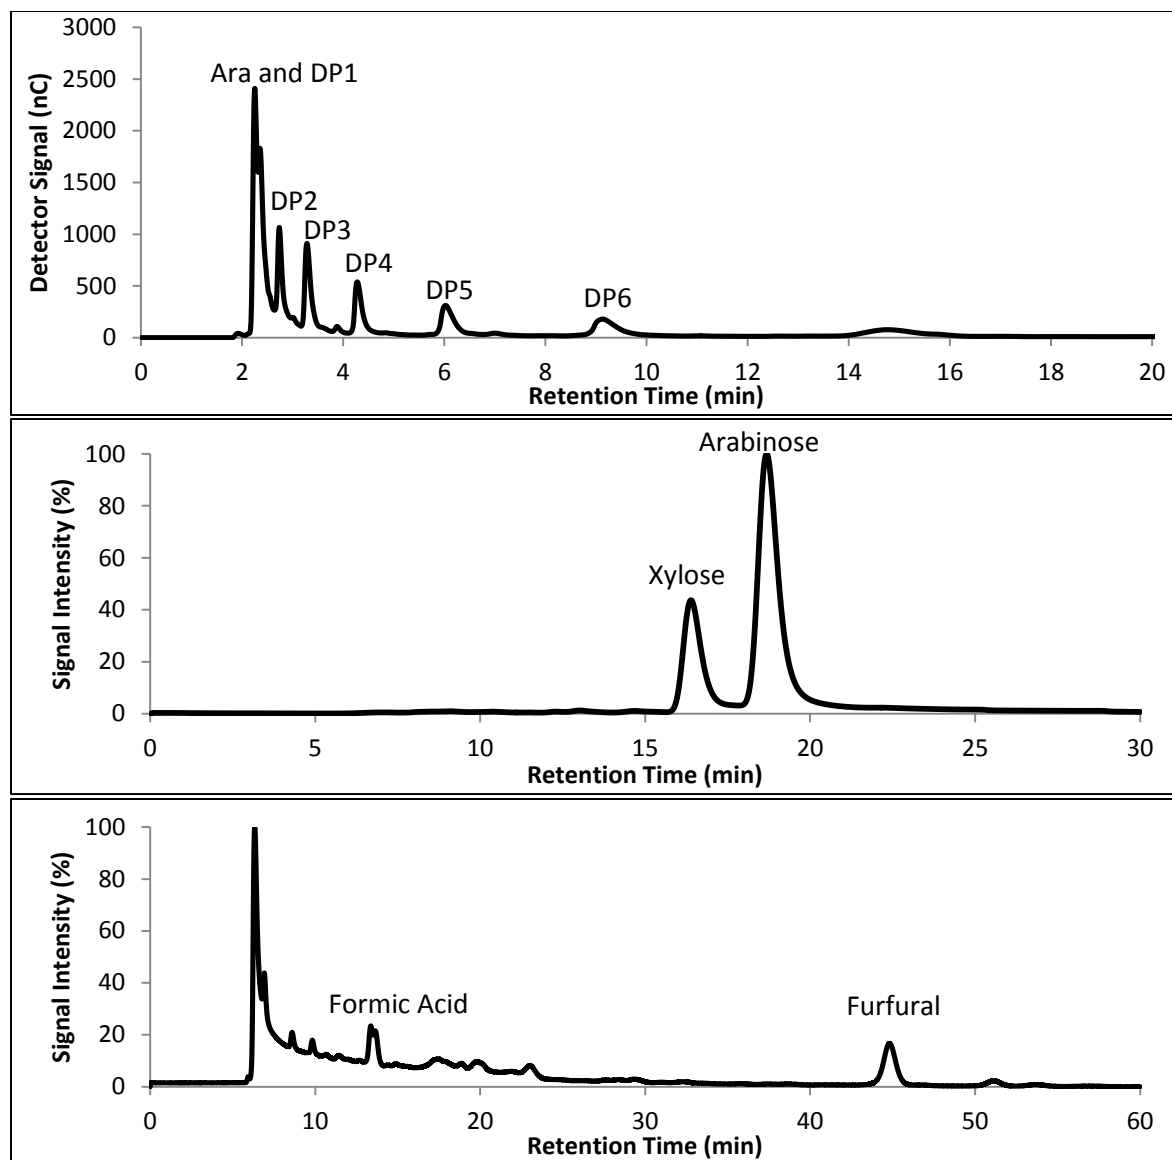 3000
Ara and DP1
2500
2000
1500
DP2
1000
DP3
DP4
500
DP5
DP6
0
Detector Signal (nC)
0 2 4 6 8 10 12 14 16 18 20
Retention Time (min)
100
Arabinose
80
60
Xylose
40
20
0
Signal Intensity (%)
0 5 10 15 20 25 30
Retention Time (min)
100
80
60
40
Formic Acid
Furfural
20
0
Signal Intensity (%)
0 10 20 30 40 50 60
Retention Time (min)